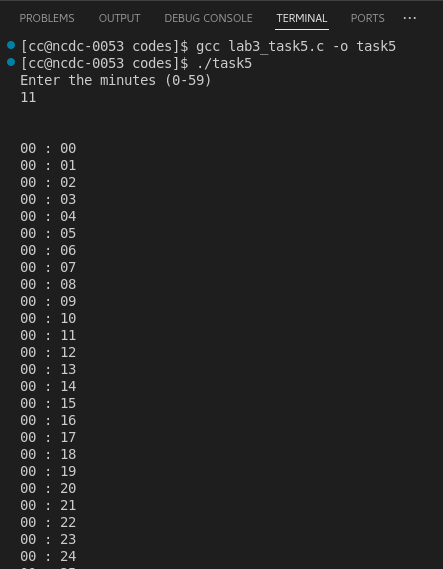 PROBLEMS OUTPUT DEBUG CONSOLE TERMINAL PORTS ...
[cc@ncdc-0053 codes]$ gcc lab3_task5.c -o task5
[cc@ncdc-0053 codes]$ ./task5
Enter the minutes (0-59)
11
00 : 00
00 : 01
00 : 02
00 : 03
00 : 04
00 : 05
00 : 06
00 : 07
00 : 08
00 : 09
00 : 10
00 : 11
00 : 12
00 : 13
00 : 14
00 : 15
00 : 16
00 : 17
00 : 18
00 : 19
00 : 20
00 : 21
00 : 22
00 : 23
00 : 24